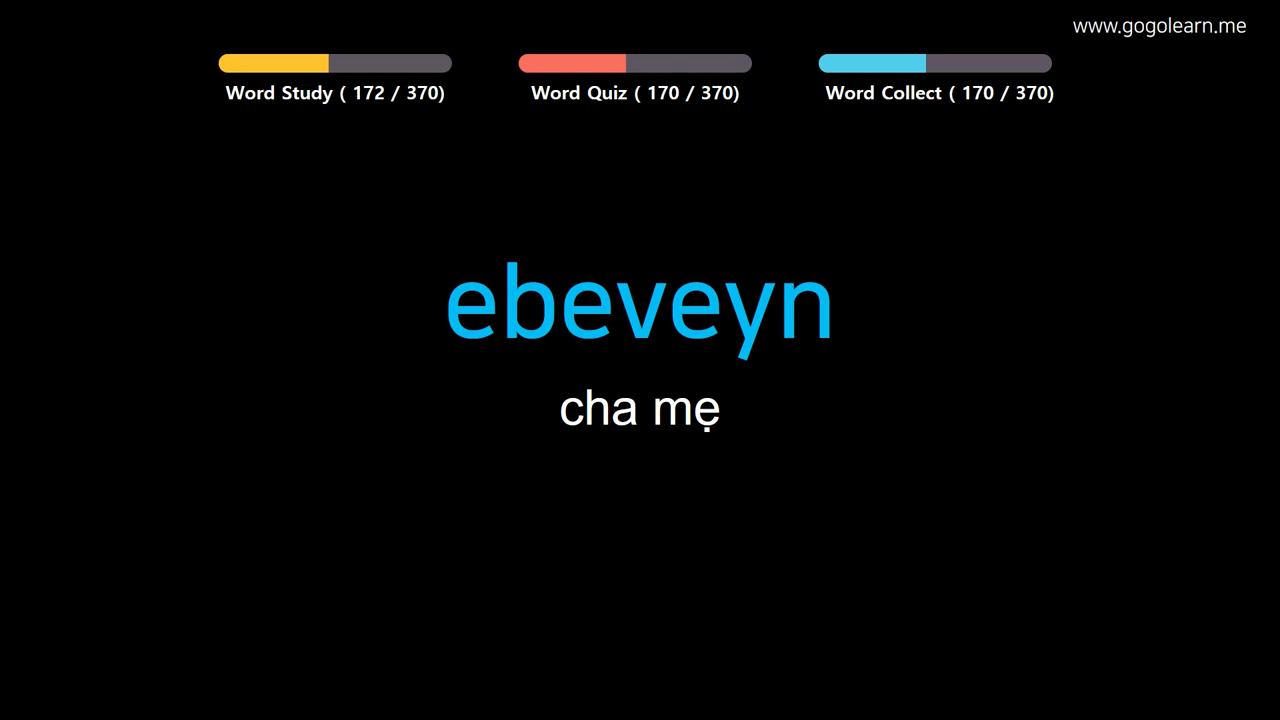 www.gogolearn.me
Word Study ( 172 / 370)
Word Quiz ( 170 / 370)
Word Collect ( 170 / 370)
ebeveyn
cha mẹ